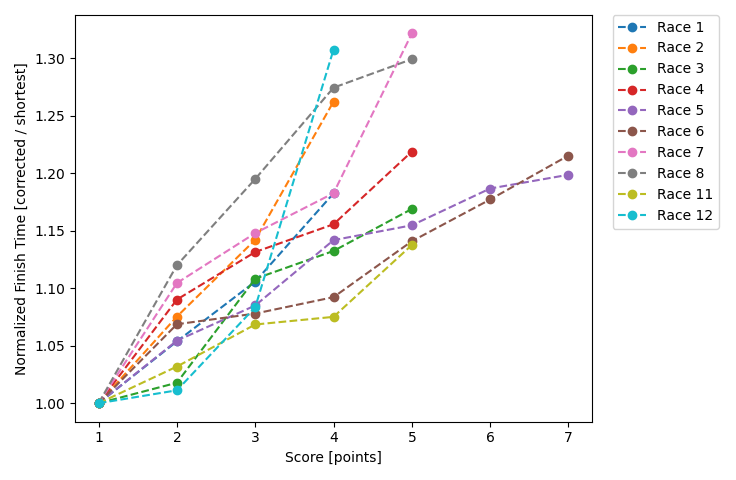 Normalized Finish Time [corrected / shortest]
1.30
1.25
1.20
1.15
1.10
1.05
1.00
1 2 3 4 5 6 7
Score [points]
Race 1
Race 2
Race 3
Race 4
Race 5
Race 6
Race 7
Race 8
Race 11
Race 12